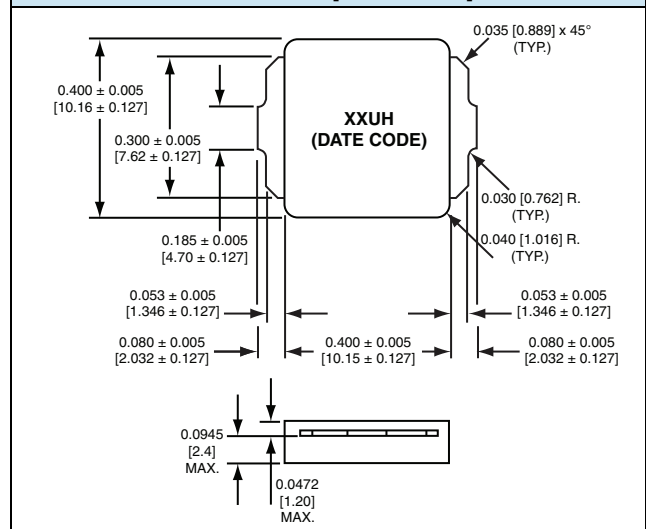 0.035 [0.889] x 45°
(TYP.)
0.400 ± 0.005
[10.16 ± 0.127]
XXUH
(DATE CODE)
0.300 ± 0.005
[7.62 ± 0.127]
0.030 [0.762] R.
(TYP.)
0.185 ± 0.005
[4.70 ± 0.127]
0.040 [1.016] R.
(TYP.)
0.053 ± 0.005
[1.346 ± 0.127]
0.053 ± 0.005
[1.346 ± 0.127]
0.080 ± 0.005
[2.032 ± 0.127]
0.400 ± 0.005
[10.15 ± 0.127]
0.080 ± 0.005
[2.032 ± 0.127]
0.0945
[2.4]
MAX.
0.0472
[1.20]
MAX.